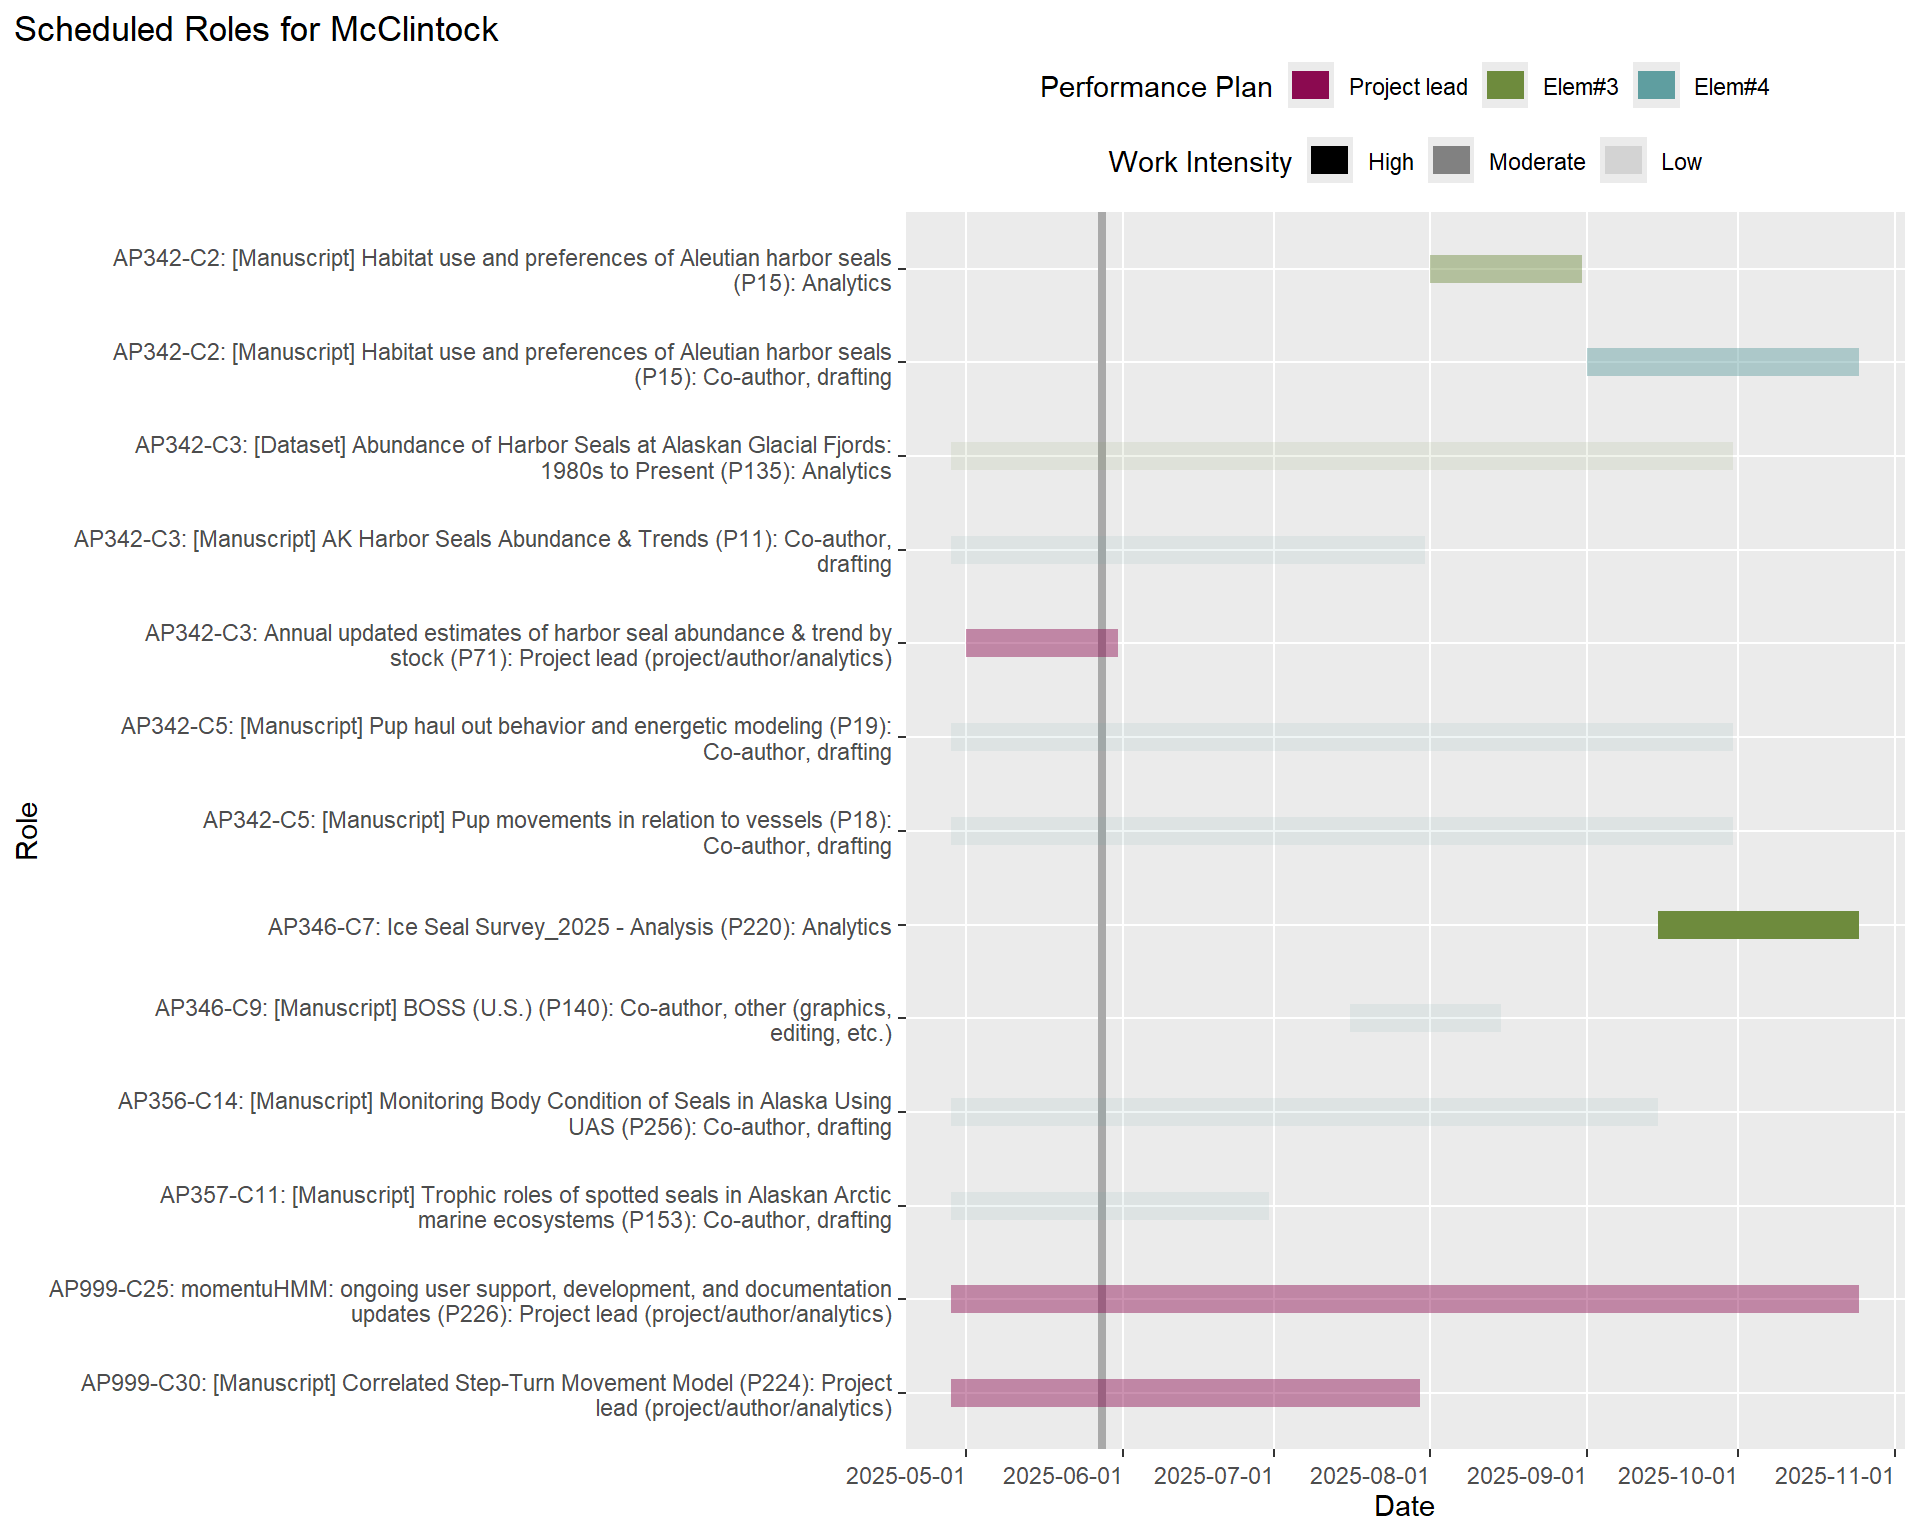 Scheduled Roles for McClintock
Performance Plan Project lead Elem#3 Elem#4
Work Intensity High Moderate Low
AP342-C2: [Manuscript] Habitat use and preferences of Aleutian harbor seals
(P15): Analytics
AP342-C2: [Manuscript] Habitat use and preferences of Aleutian harbor seals
(P15): Co-author, drafting
AP342-C3: [Dataset] Abundance of Harbor Seals at Alaskan Glacial Fjords:
1980s to Present (P135): Analytics
AP342-C3: [Manuscript] AK Harbor Seals Abundance & Trends (P11): Co-author,
drafting
AP342-C3: Annual updated estimates of harbor seal abundance & trend by
stock (P71): Project lead (project/author/analytics)
AP342-C5: [Manuscript] Pup haul out behavior and energetic modeling (P19):
Co-author, drafting
AP342-C5: [Manuscript] Pup movements in relation to vessels (P18):
Co-author, drafting
AP346-C7: Ice Seal Survey_2025 - Analysis (P220): Analytics
AP346-C9: [Manuscript] BOSS (U.S.) (P140): Co-author, other (graphics,
editing, etc.)
AP356-C14: [Manuscript] Monitoring Body Condition of Seals in Alaska Using
UAS (P256): Co-author, drafting
AP357-C11: [Manuscript] Trophic roles of spotted seals in Alaskan Arctic
marine ecosystems (P153): Co-author, drafting
AP999-C25: momentuHMM: ongoing user support, development, and documentation
updates (P226): Project lead (project/author/analytics)
AP999-C30: [Manuscript] Correlated Step-Turn Movement Model (P224): Project
lead (project/author/analytics)
Role
2025-05-01 2025-06-01 2025-07-01 2025-08-01 2025-09-01 2025-10-01 2025-11-01
Date